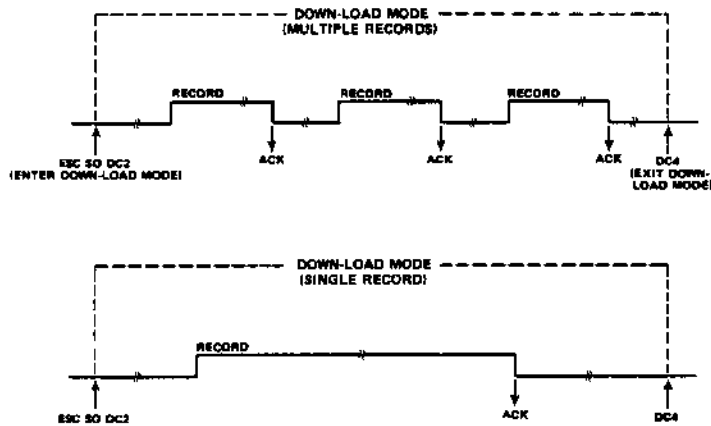 DOWN-LOAD MODE
(MULTIPLE RECORDS)
RECORD RECORD RECORD
ESC SO DC2
(ENTER DOWN-LOAD MODE)
ACK ACK ACK
DC4
(EXIT DOWN-
LOAD MODE)
DOWN-LOAD MODE
(SINGLE RECORD)
RECORD
ESC SO DC2 ACK DC4